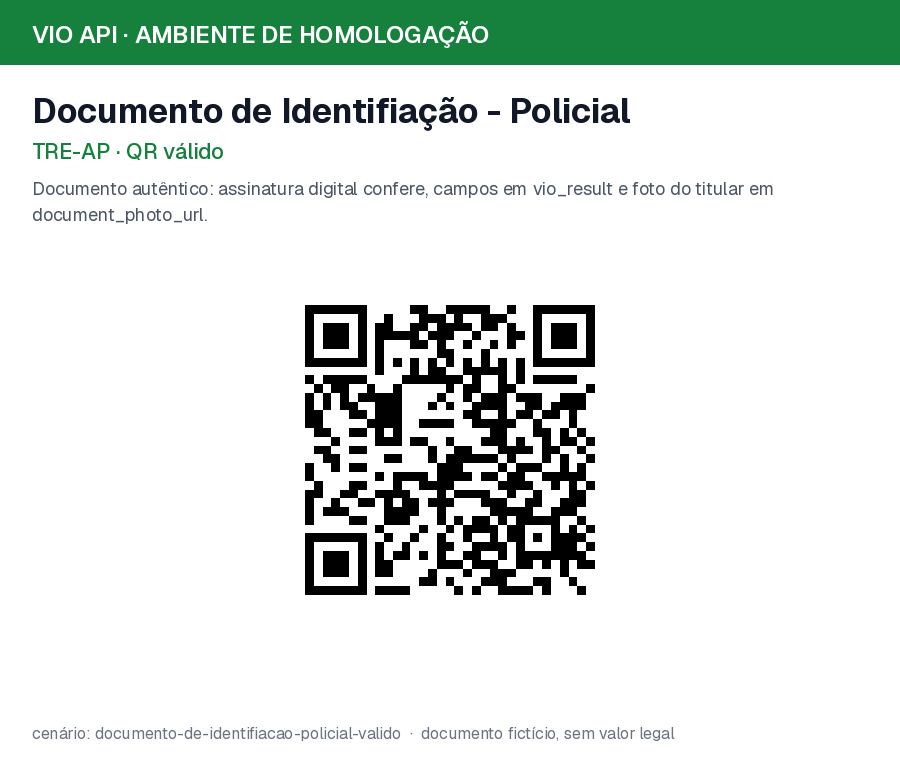 VIO API · AMBIENTE DE HOMOLOGAÇÃO
Documento de Identifiação - Policial
TRE-AP · QR válido
Documento autêntico: assinatura digital confere, campos em vio_result e foto do titular em
document_photo_url.
cenário: documento-de-identifiacao-policial-valido · documento fictício, sem valor legal